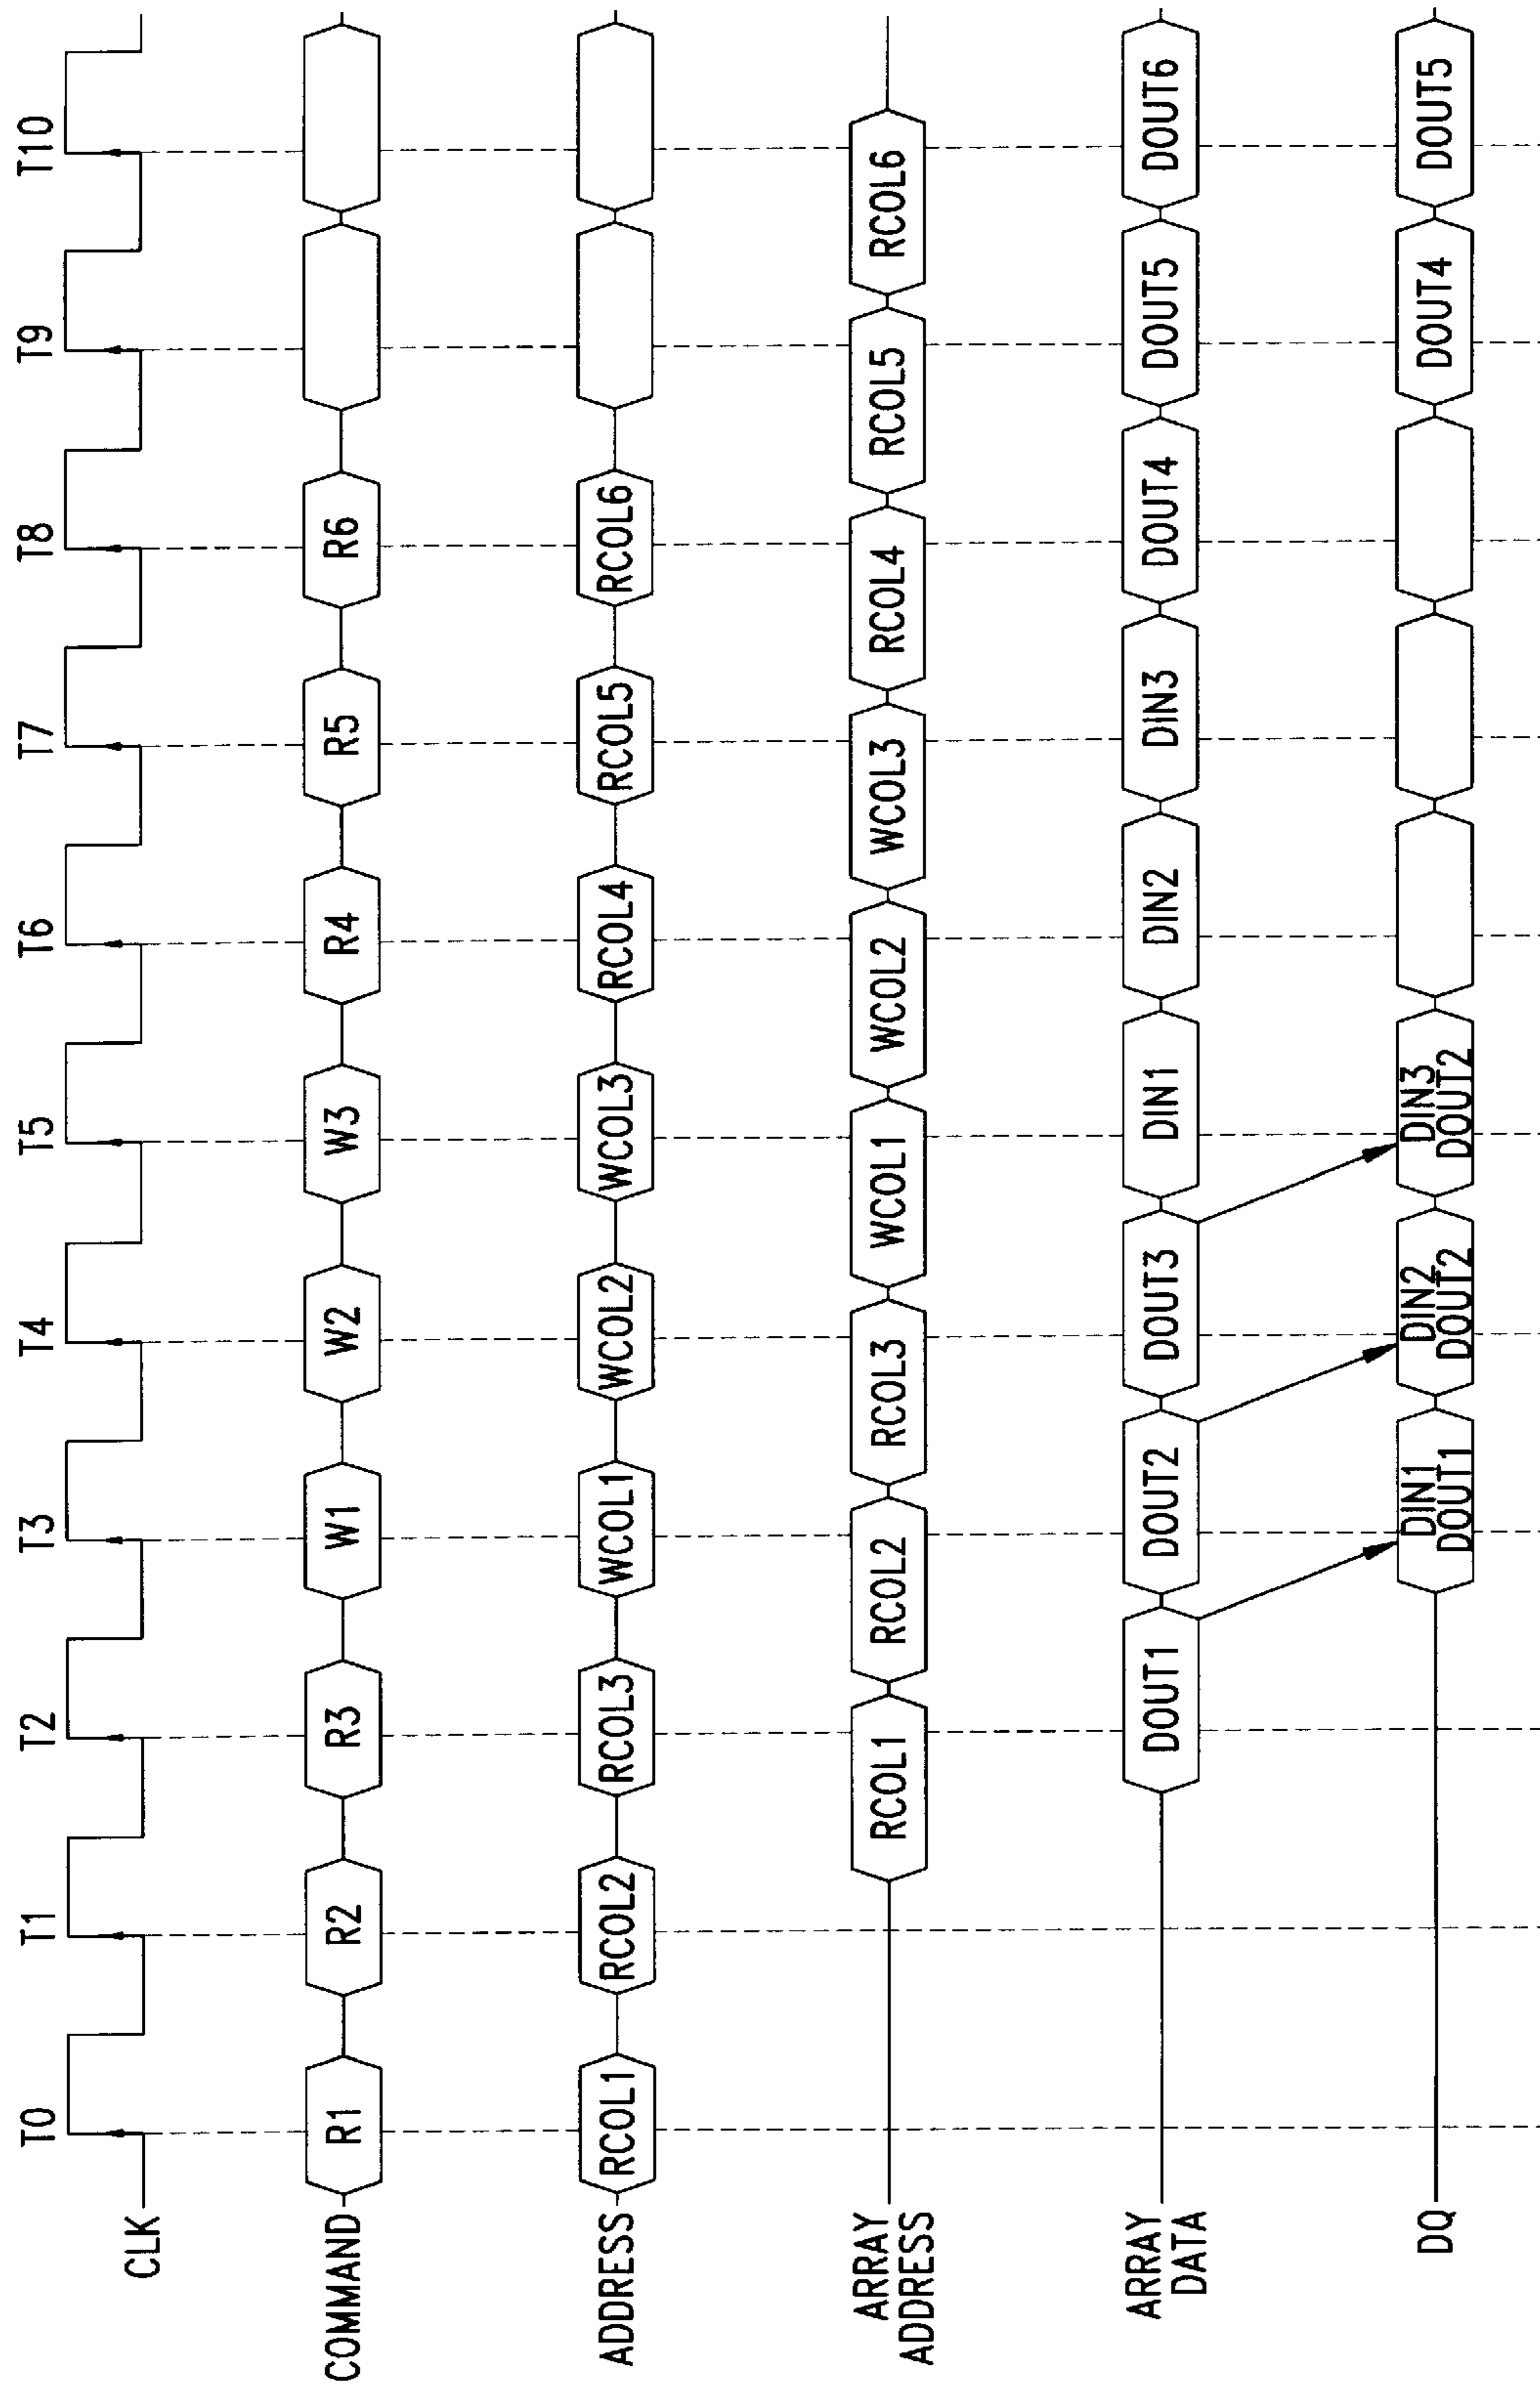 T0 T1 T2 T3 T4 T5 T6 T7 T8 T9 T10
CLK
COMMAND R1 R2 R3 W1 W2 W3 R4 R5 R6
ADDRESS RCOL1 RCOL2 RCOL3 WCOL1 WCOL2 WCOL3 RCOL4 RCOL5 RCOL6
ARRAY
ADDRESS
RCOL1 RCOL2 RCOL3 WCOL1 WCOL2 WCOL3 RCOL4 RCOL5 RCOL6
ARRAY
DATA
DOUT1 DOUT2 DOUT3 DIN1 DIN2 DIN3 DOUT4 DOUT5 DOUT6
DQ
DIN1 DIN2 DIN3
DOUT1 DOUT2 DOUT2
DOUT4 DOUT5